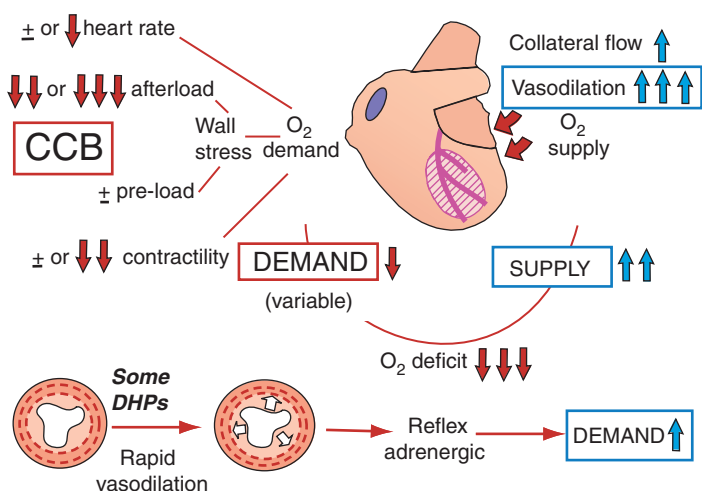 ± or heart rate
or afterload
CCB
Wall
stress
O2
demand
± pre-load
± or contractility
Collateral flow
Vasodilation
O2
supply
DEMAND
(variable)
SUPPLY
O2 deficit
Some
DHPs
Rapid
vasodilation
Reflex
adrenergic
DEMAND